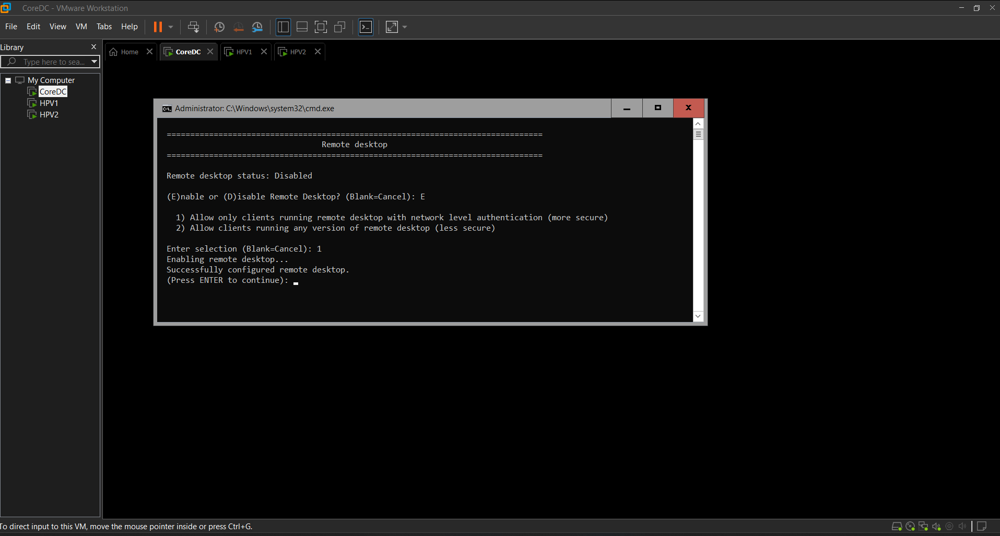 CoreDC - VMware Workstation
File Edit View VM Tabs Help
Library
Type here to sea...
My Computer
CoreDC
HPV1
HPV2
Home CoreDC HPV1 HPV2
Administrator: C:\Windows\system32\cmd.exe
================================================================================
Remote desktop
================================================================================
Remote desktop status: Disabled
(E)nable or (D)isable Remote Desktop? (Blank=Cancel): E
1) Allow only clients running remote desktop with network level authentication (more secure)
2) Allow clients running any version of remote desktop (less secure)
Enter selection (Blank=Cancel): 1
Enabling remote desktop...
Successfully configured remote desktop.
(Press ENTER to continue):
To direct input to this VM, move the mouse pointer inside or press Ctrl+G.